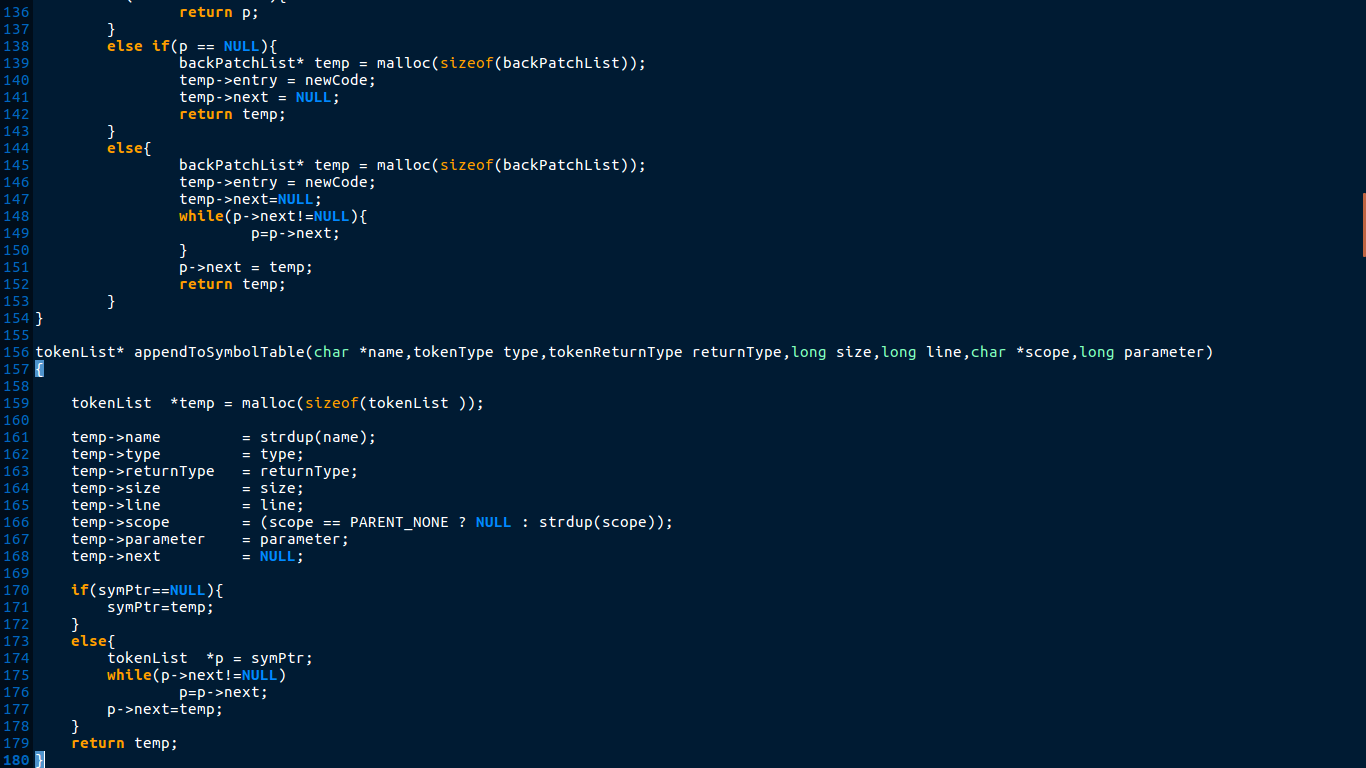 136 return p;
137 }
138 else if(p == NULL){
139 backPatchList* temp = malloc(sizeof(backPatchList));
140 temp->entry = newCode;
141 temp->next = NULL;
142 return temp;
143 }
144 else{
145 backPatchList* temp = malloc(sizeof(backPatchList));
146 temp->entry = newCode;
147 temp->next=NULL;
148 while(p->next!=NULL){
149 p=p->next;
150 }
151 p->next = temp;
152 return temp;
153 }
154 }
155
156 tokenList* appendToSymbolTable(char *name,tokenType type,tokenReturnType returnType,long size,long line,char *scope,long parameter)
157 {
158
159 tokenList  *temp = malloc(sizeof(tokenList ));
160
161 temp->name         = strdup(name);
162 temp->type         = type;
163 temp->returnType   = returnType;
164 temp->size         = size;
165 temp->line         = line;
166 temp->scope        = (scope == PARENT_NONE ? NULL : strdup(scope));
167 temp->parameter    = parameter;
168 temp->next         = NULL;
169
170 if(symPtr==NULL){
171 symPtr=temp;
172 }
173 else{
174 tokenList  *p = symPtr;
175 while(p->next!=NULL)
176 p=p->next;
177 p->next=temp;
178 }
179 return temp;
180 }